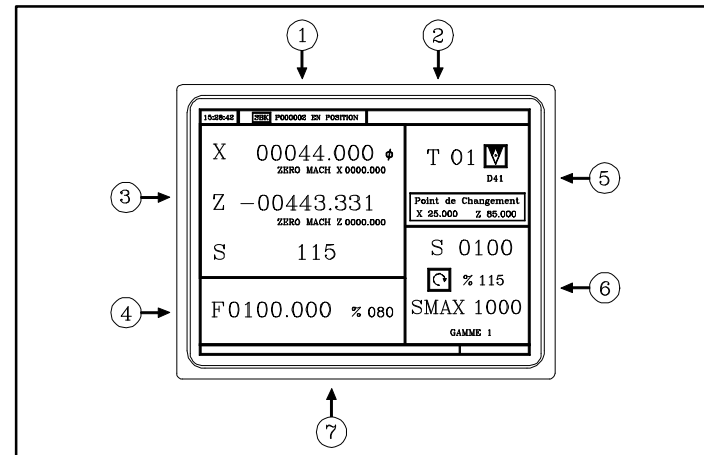 1 2
15:28:42 SBK P000002 EN POSITION
X 00044.000 ϕ
ZERO MACH X 0000.000
Z -00443.331
ZERO MACH Z 0000.000
S 115
F0100.000 % 080
T 01
D41
Point de Changement
X 25.000 Z 85.000
S 0100
% 115
SMAX 1000
GAMME 1
3
4
5
6
7